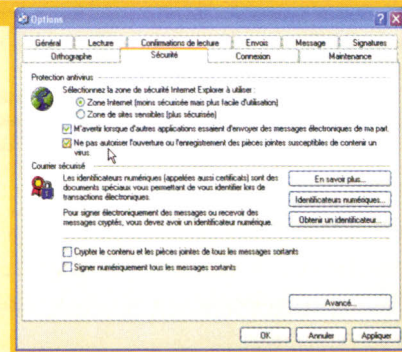 Options
Général Lecture Confirmations de lecture Envois Message Signatures
Orthographe Sécurité Connexion Maintenance
Protection antivirus
Sélectionnez la zone de sécurité Internet Explorer à utiliser :
Zone Internet (moins sécurisée mais plus facile d'utilisation)
Zone de sites sensibles (plus sécurisée)
M'avertir lorsque d'autres applications essaient d'envoyer des messages électroniques de ma part.
Ne pas autoriser l'ouverture ou l'enregistrement des pièces jointes susceptibles de contenir un
virus.
Courrier sécurisé
Les identificateurs numériques (appelées aussi certificats) sont des
documents spéciaux vous permettant de vous identifier lors de
transactions électroniques.
En savoir plus...
Identificateurs numériques...
Pour signer électroniquement des messages ou recevoir des
messages cryptés, vous devez avoir un identificateur numérique.
Obtenir un identificateur...
Crypter le contenu et les pièces jointes de tous les messages sortants
Signer numériquement tous les messages sortants
Avancé...
OK Annuler Appliquer